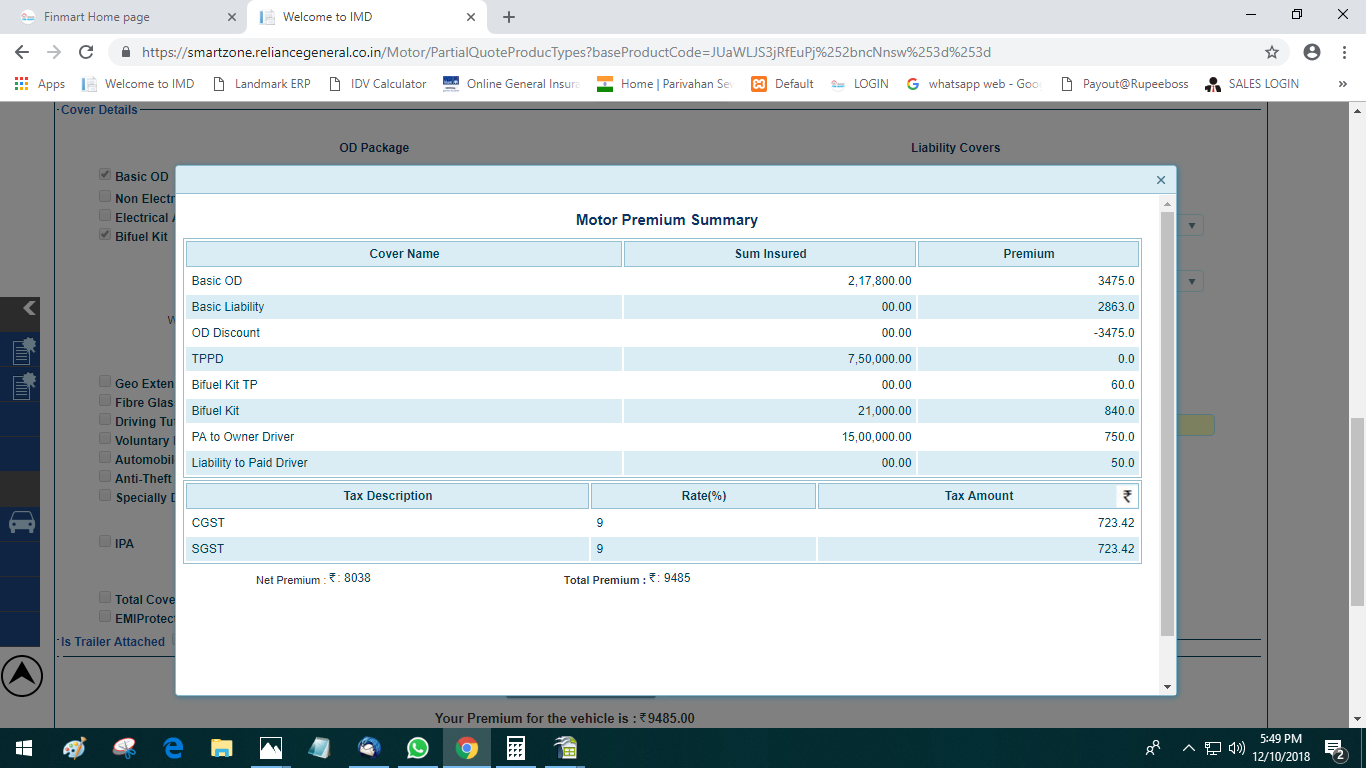 Finmart Home page
Welcome to IMD
https://smartzone.reliancegeneral.co.in/Motor/PartialQuoteProducTypes?baseProductCode=JUaWLJS3jRfEuPj%252bncNnsw%253d%253d
Apps Welcome to IMD Landmark ERP IDV Calculator Online General Insura Home | Parivahan Sev Default LOGIN whatsapp web - Goo Payout@Rupeeboss SALES LOGIN »
Cover Details
OD Package Liability Covers
Basic OD
Non Electr
Electrical A
Bifuel Kit
W
Geo Exten
Fibre Glas
Driving Tu
Voluntary
Automobil
Anti-Theft
Specially D
IPA
Total Cove
EMIProtec
Is Trailer Attached
Motor Premium Summary
Cover Name Sum Insured Premium
Basic OD 2,17,800.00 3475.0
Basic Liability 00.00 2863.0
OD Discount 00.00 -3475.0
TPPD 7,50,000.00 0.0
Bifuel Kit TP 00.00 60.0
Bifuel Kit 21,000.00 840.0
PA to Owner Driver 15,00,000.00 750.0
Liability to Paid Driver 00.00 50.0
Tax Description Rate(%) Tax Amount ₹
CGST 9 723.42
SGST 9 723.42
Net Premium : ₹: 8038 Total Premium : ₹: 9485
Your Premium for the vehicle is : ₹9485.00
5:49 PM
12/10/2018
2